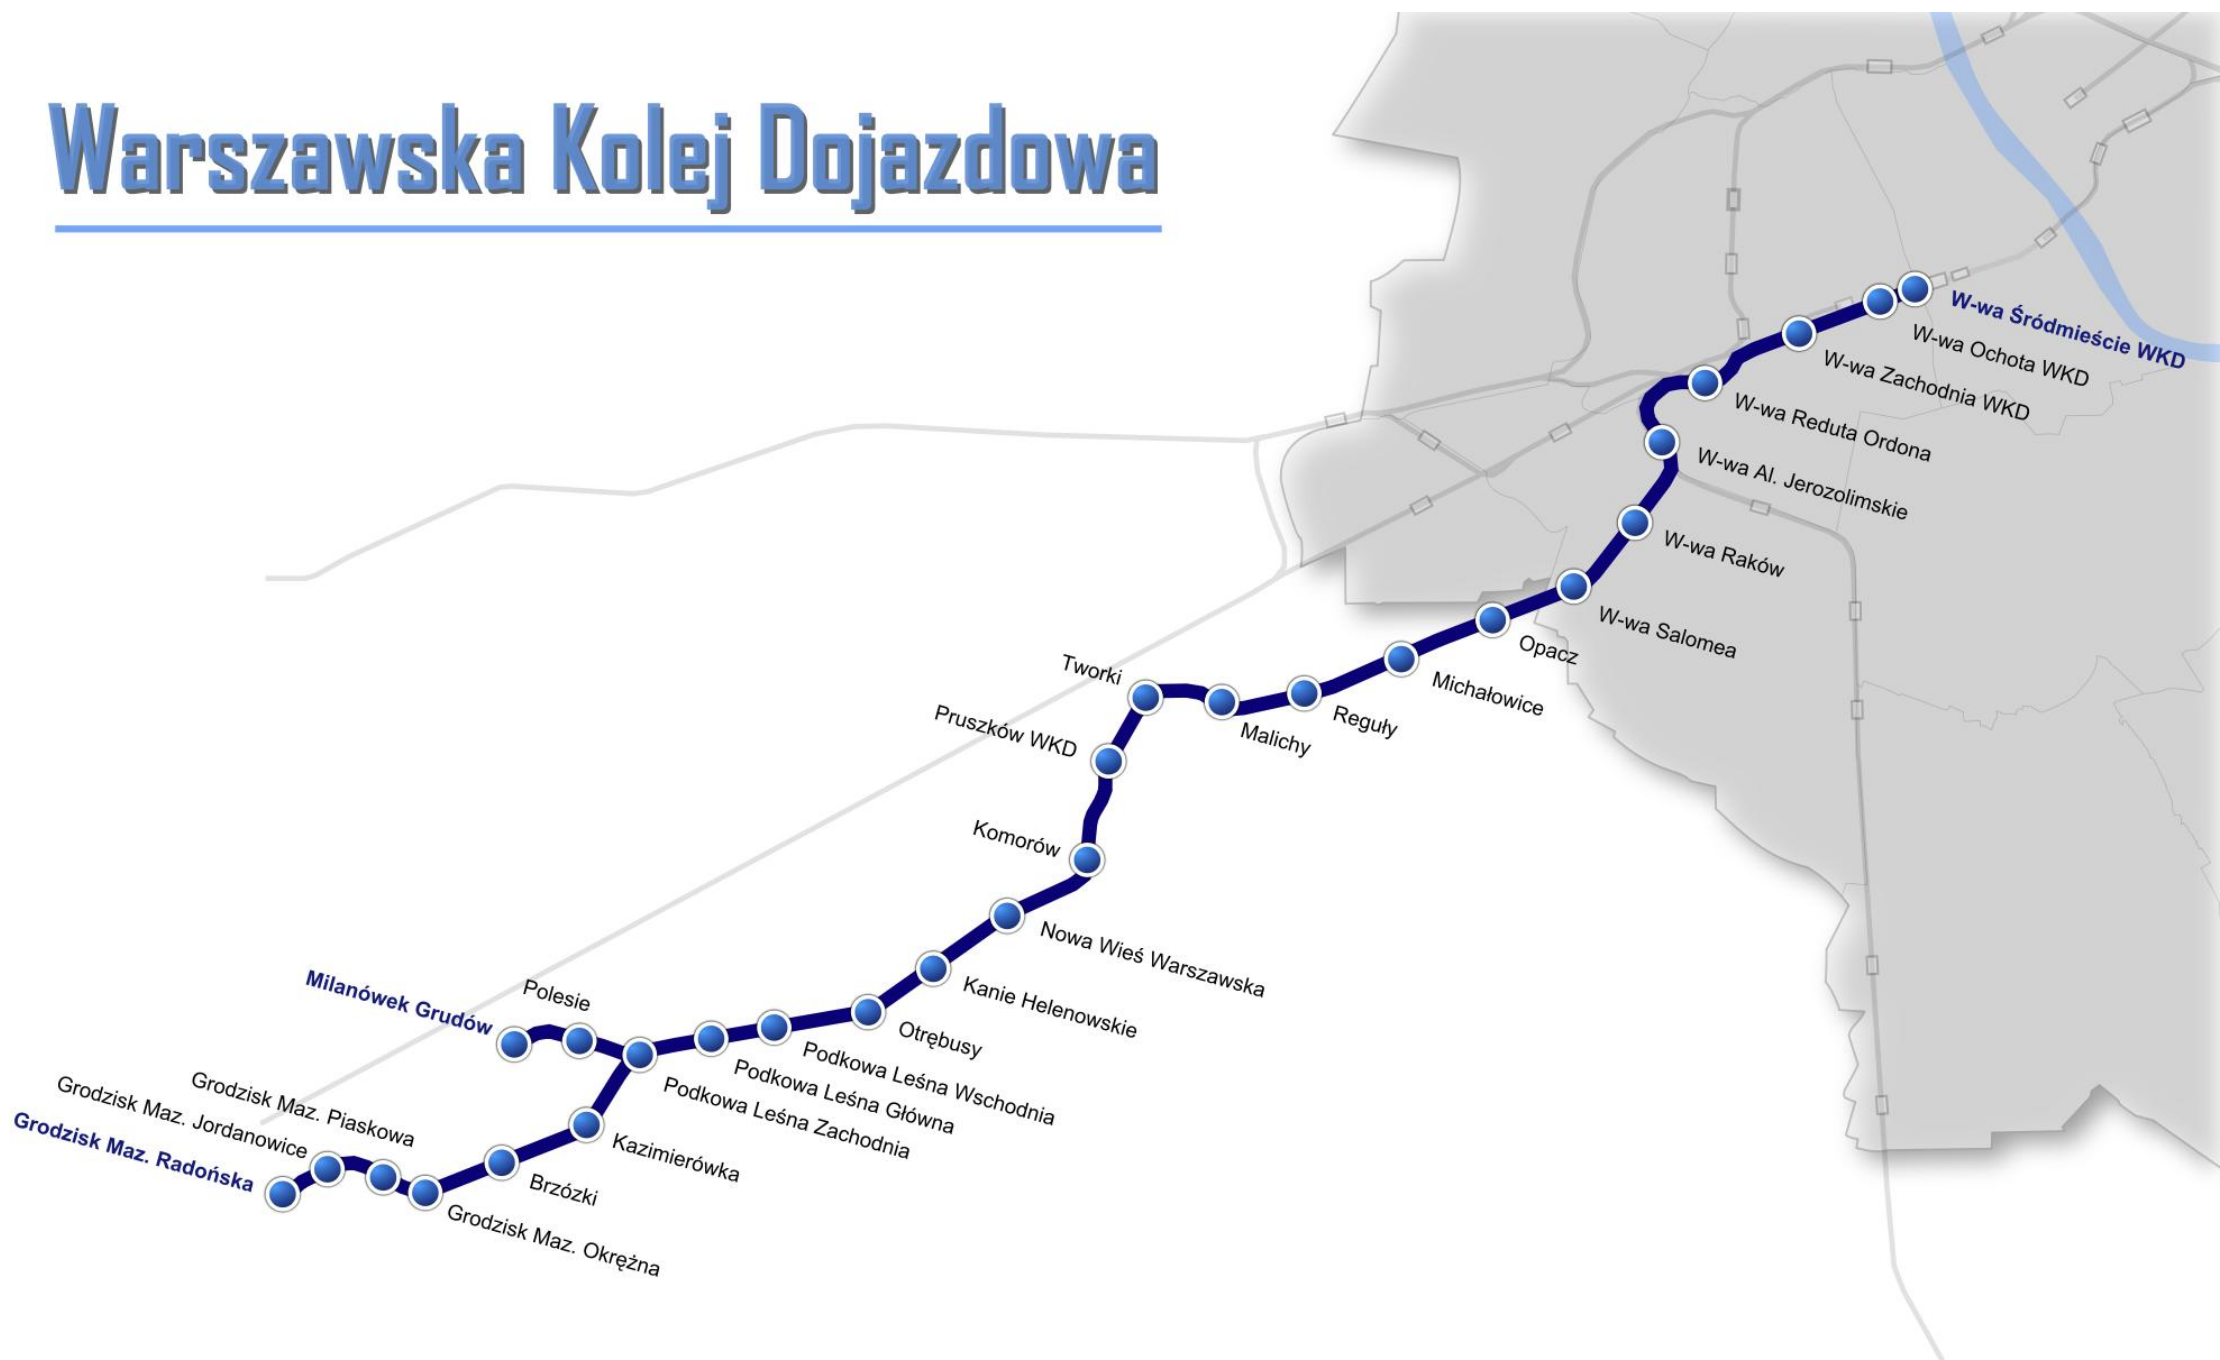 Warszawska Kolej Dojazdowa
W-wa Śródmieście WKD
W-wa Ochota WKD
W-wa Zachodnia WKD
W-wa Reduta Ordona
W-wa Al. Jerozolimskie
W-wa Raków
W-wa Salomea
Opacz
Michałowice
Reguły
Malichy
Tworki
Pruszków WKD
Komorów
Nowa Wieś Warszawska
Kanie Helenowskie
Otrębusy
Podkowa Leśna Wschodnia
Podkowa Leśna Główna
Podkowa Leśna Zachodnia
Polesie
Milanówek Grudów
Kazimierówka
Brzózki
Grodzisk Maz. Okrężna
Grodzisk Maz. Piaskowa
Grodzisk Maz. Jordanowice
Grodzisk Maz. Radońska